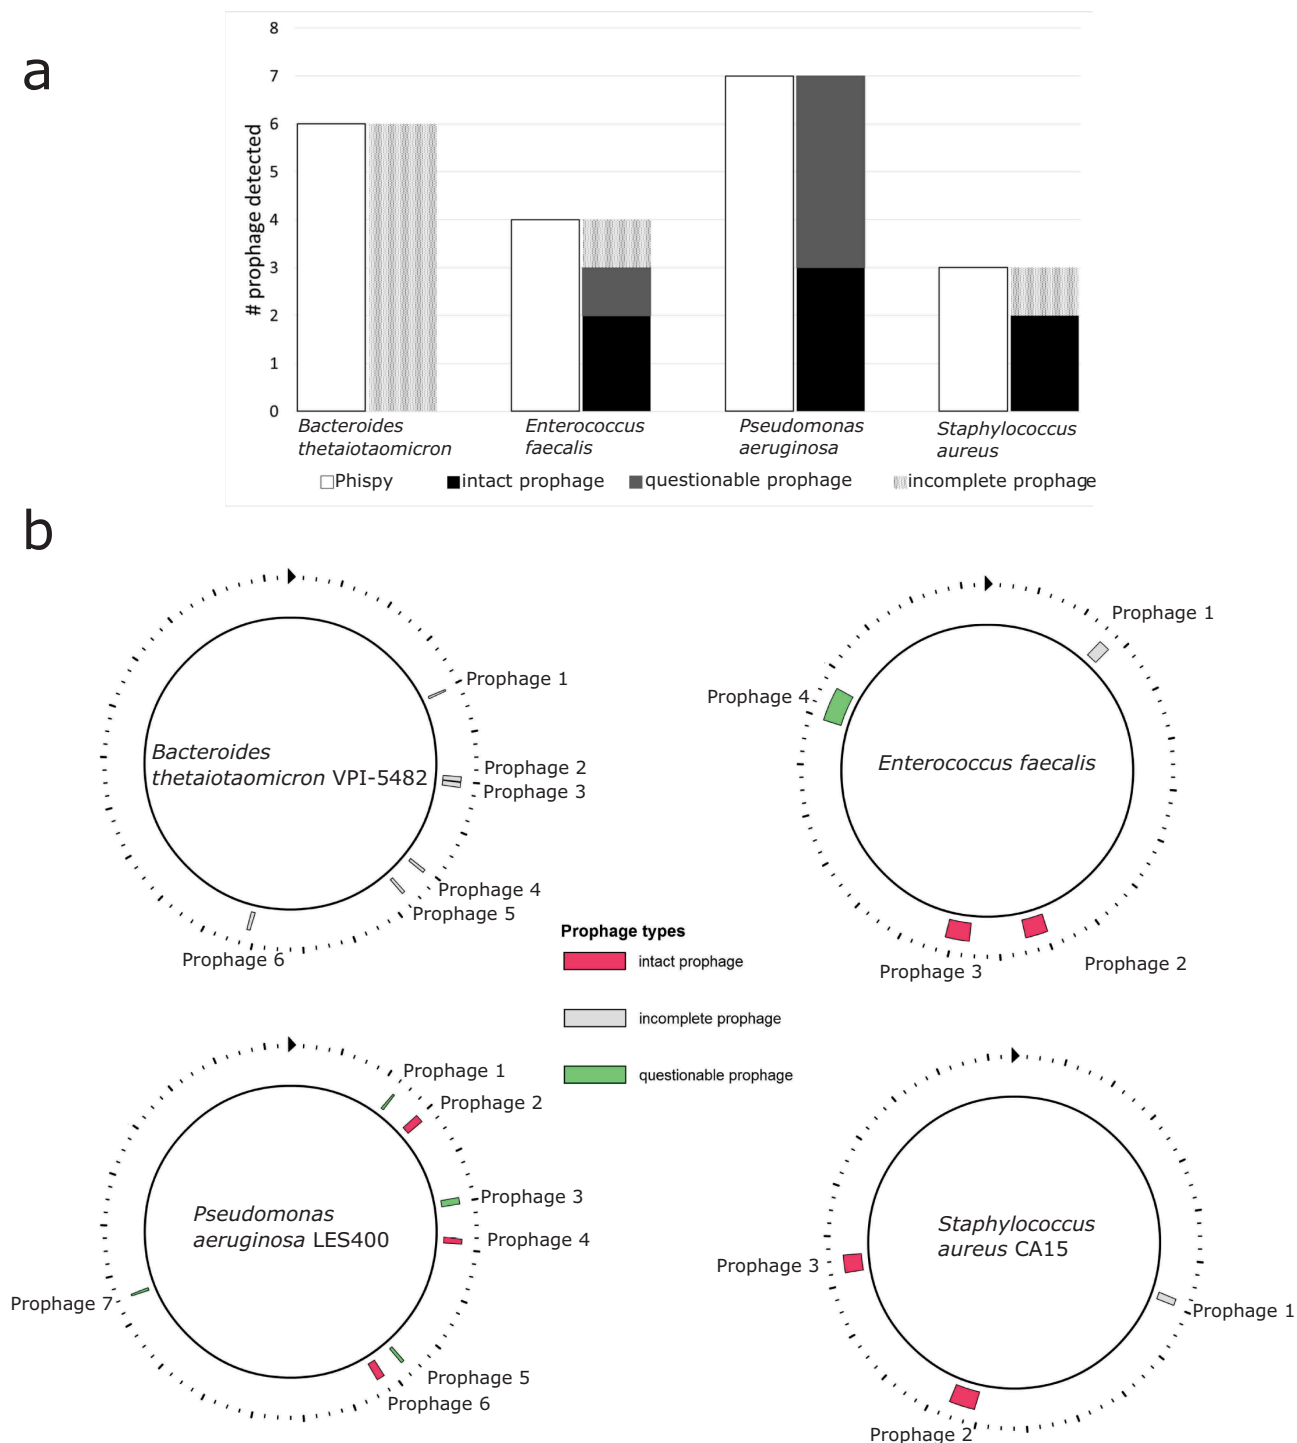 a
8
7
6
5
4
3
2
1
0
# prophage detected
Bacteroides
thetaiotaomicron
Enterococcus
faecalis
Pseudomonas
aeruginosa
Staphylococcus
aureus
Phispy
intact prophage
questionable prophage
incomplete prophage
b
Prophage 1
Prophage 2
Prophage 3
Prophage 4
Prophage 5
Prophage 6
Bacteroides
thetaiotaomicron VPI-5482
Prophage 1
Prophage 4
Enterococcus faecalis
Prophage 3
Prophage 2
Prophage types
intact prophage
incomplete prophage
questionable prophage
Prophage 1
Prophage 2
Prophage 3
Prophage 4
Pseudomonas
aeruginosa LES400
Prophage 7
Prophage 5
Prophage 6
Staphylococcus
aureus CA15
Prophage 3
Prophage 1
Prophage 2